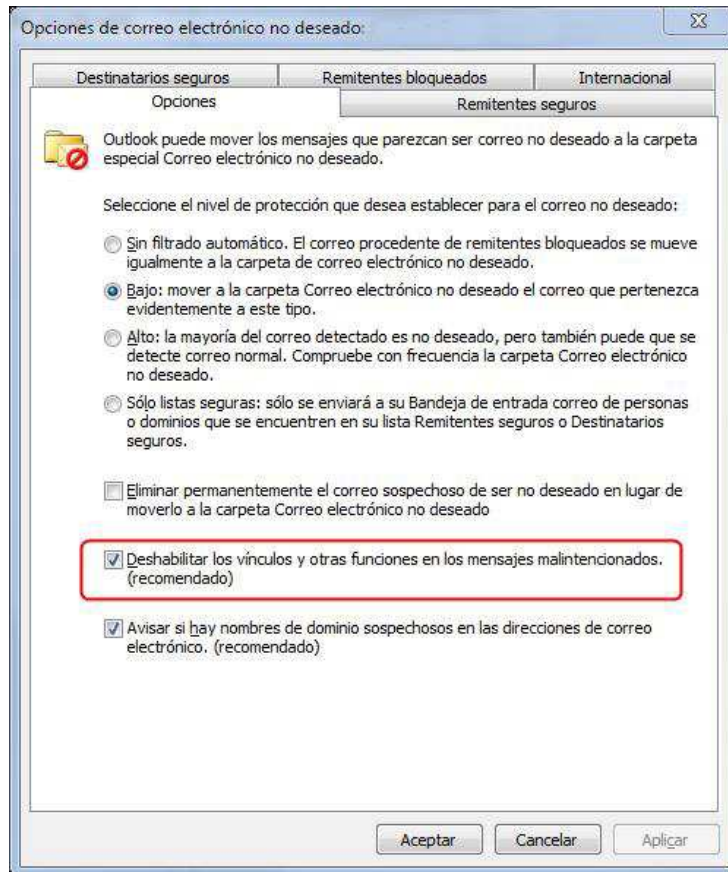 Opciones de correo electrónico no deseado:
Destinatarios seguros
Remitentes bloqueados
Internacional
Opciones
Remitentes seguros
Outlook puede mover los mensajes que parezcan ser correo no deseado a la carpeta
especial Correo electrónico no deseado.
Seleccione el nivel de protección que desea establecer para el correo no deseado:
Sin filtrado automático. El correo procedente de remitentes bloqueados se mueve
igualmente a la carpeta de correo electrónico no deseado.
Bajo: mover a la carpeta Correo electrónico no deseado el correo que pertenezca
evidentemente a este tipo.
Alto: la mayoría del correo detectado es no deseado, pero también puede que se
detecte correo normal. Compruebe con frecuencia la carpeta Correo electrónico
no deseado.
Sólo listas seguras: sólo se enviará a su Bandeja de entrada correo de personas
o dominios que se encuentren en su lista Remitentes seguros o Destinatarios
seguros.
Eliminar permanentemente el correo sospechoso de ser no deseado en lugar de
moverlo a la carpeta Correo electrónico no deseado
Deshabilitar los vínculos y otras funciones en los mensajes malintencionados.
(recomendado)
Avisar si hay nombres de dominio sospechosos en las direcciones de correo
electrónico. (recomendado)
Aceptar
Cancelar
Aplicar